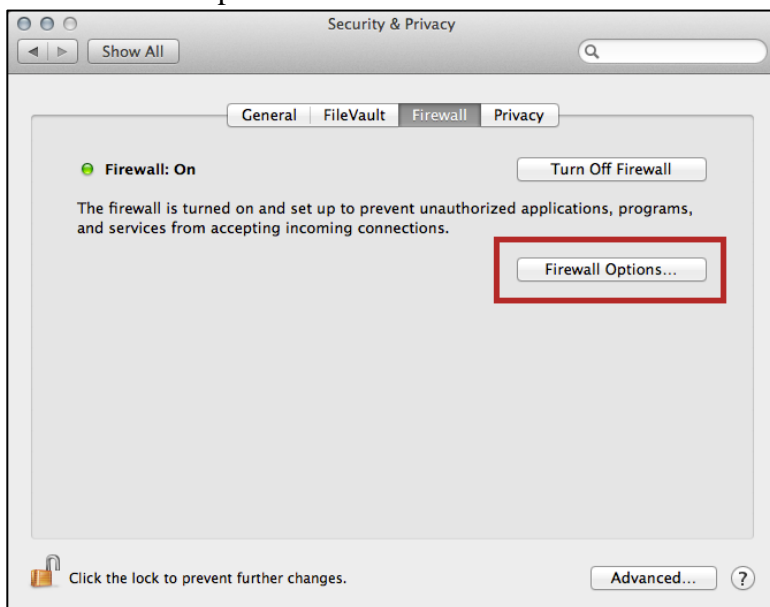 Security & Privacy
Show All
General FileVault Firewall Privacy
Firewall: On
Turn Off Firewall
The firewall is turned on and set up to prevent unauthorized applications, programs,
and services from accepting incoming connections.
Firewall Options...
Click the lock to prevent further changes.
Advanced... ?